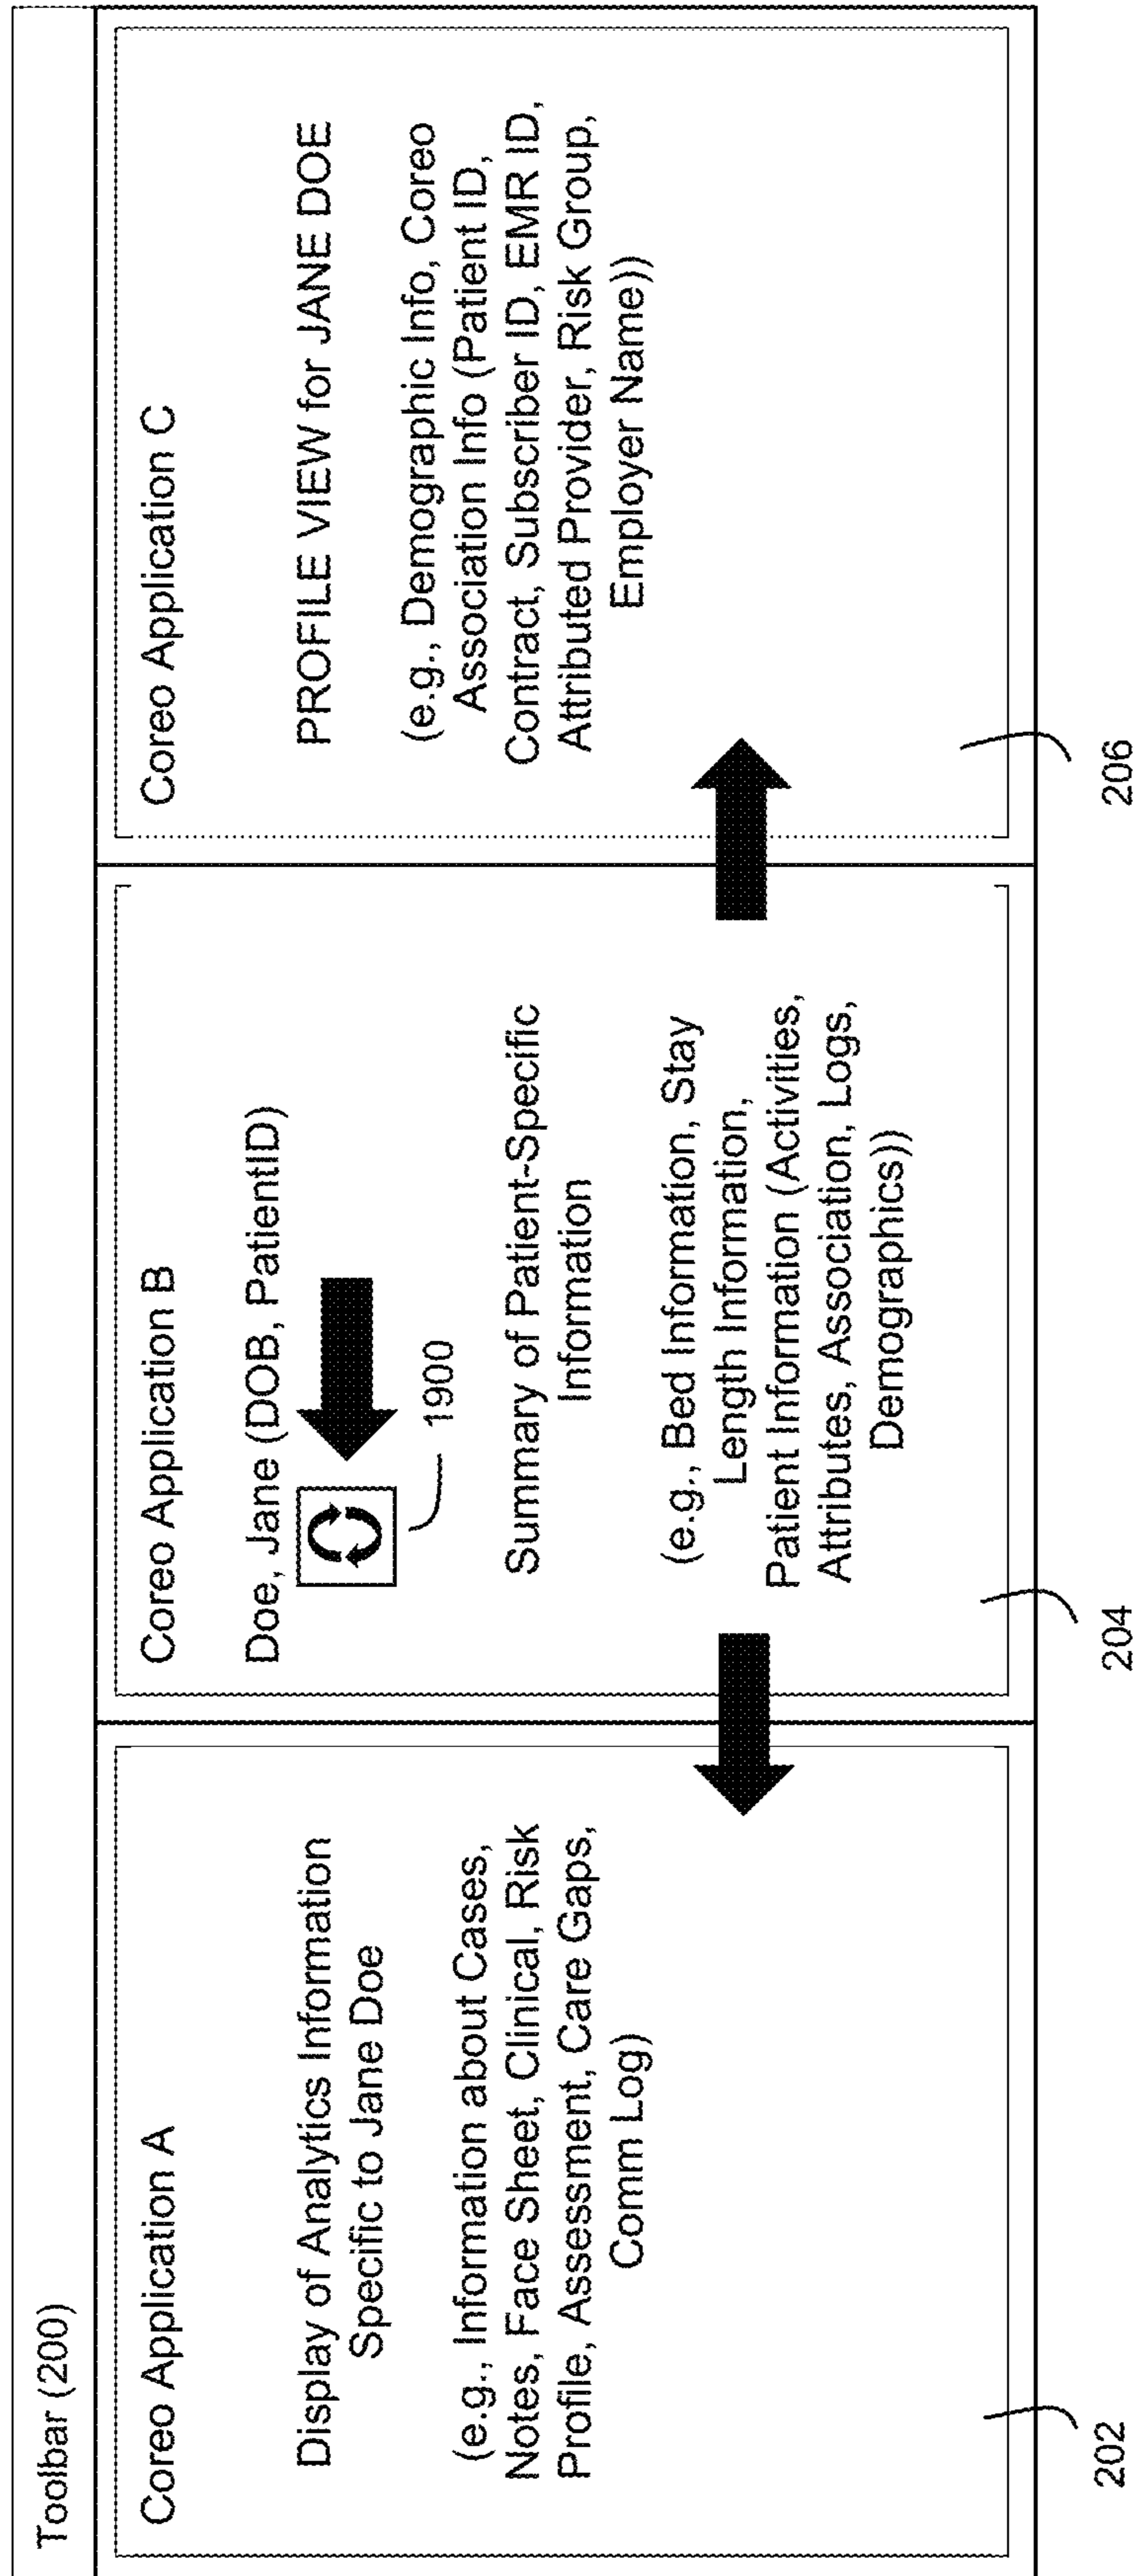 Toolbar (200)
Coreo Application A
Display of Analytics Information
Specific to Jane Doe
(e.g., Information about Cases,
Notes, Face Sheet, Clinical, Risk
Profile, Assessment, Care Gaps,
Comm Log)
202
Coreo Application B
Doe, Jane (DOB, PatientID)
1900
Summary of Patient-Specific
Information
(e.g., Bed Information, Stay
Length Information,
Patient Information (Activities,
Attributes, Association, Logs,
Demographics))
204
Coreo Application C
PROFILE VIEW for JANE DOE
(e.g., Demographic Info, Coreo
Association Info (Patient ID,
Contract, Subscriber ID, EMR ID,
Attributed Provider, Risk Group,
Employer Name))
206